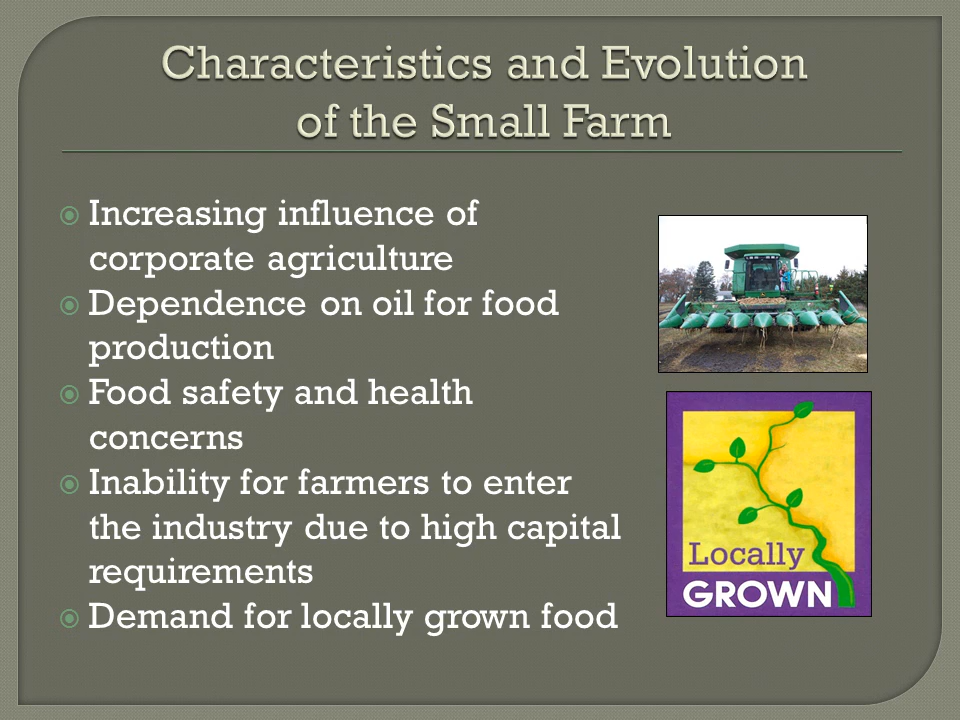 Characteristics and Evolution
of the Small Farm
Increasing influence of
corporate agriculture
Dependence on oil for food
production
Food safety and health
concerns
Inability for farmers to enter
the industry due to high capital
requirements
Demand for locally grown food
Locally
GROWN